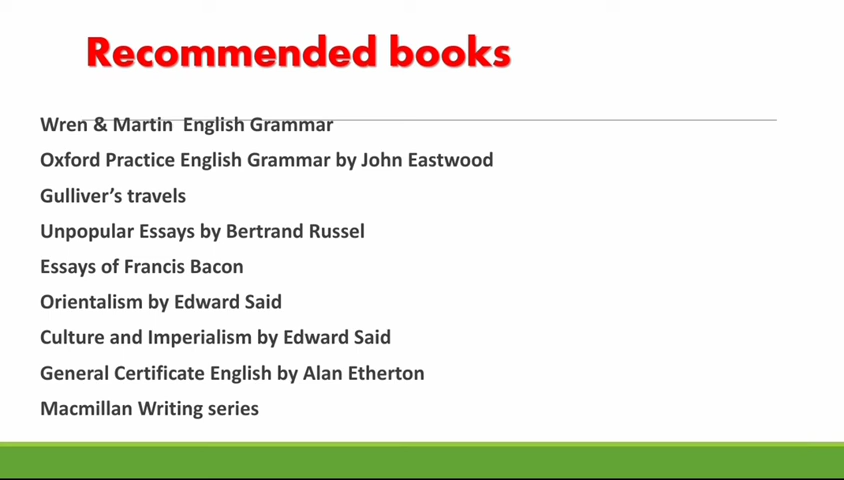 Recommended books
Wren & Martin  English Grammar
Oxford Practice English Grammar by John Eastwood
Gulliver’s travels
Unpopular Essays by Bertrand Russel
Essays of Francis Bacon
Orientalism by Edward Said
Culture and Imperialism by Edward Said
General Certificate English by Alan Etherton
Macmillan Writing series